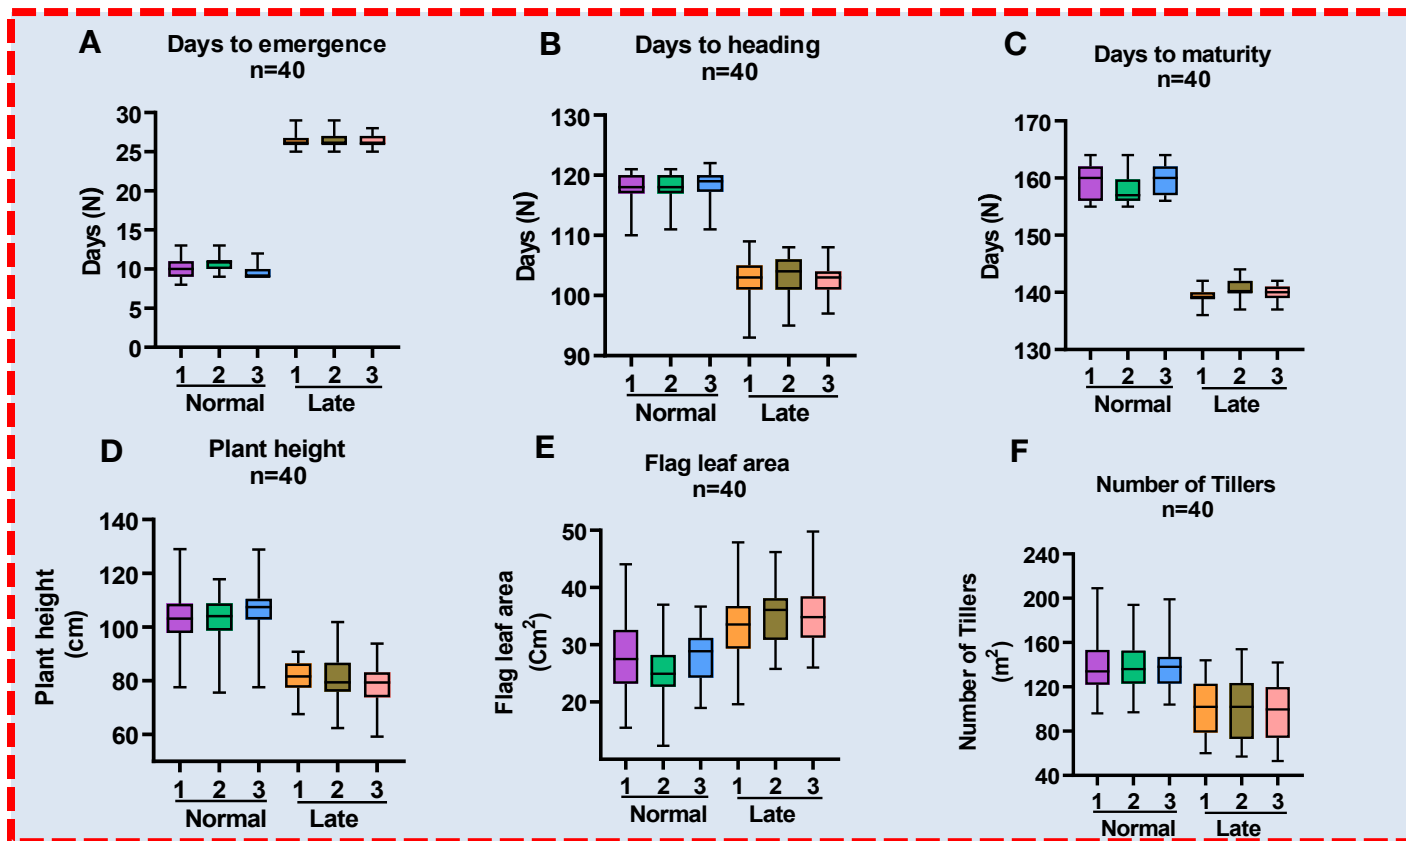 A
Days to emergence
n=40
Days (N)
30
25
20
15
10
5
0
1 2 3 1 2 3
Normal Late
B
Days to heading
n=40
Days (N)
130
120
110
100
90
1 2 3 1 2 3
Normal Late
C
Days to maturity
n=40
Days (N)
170
160
150
140
130
1 2 3 1 2 3
Normal Late
D
Plant height
n=40
Plant height
(cm)
140
120
100
80
60
1 2 3 1 2 3
Normal Late
E
Flag leaf area
n=40
Flag leaf area
(Cm²)
50
40
30
20
1 2 3 1 2 3
Normal Late
F
Number of Tillers
n=40
Number of Tillers
(m²)
240
200
160
120
80
40
1 2 3 1 2 3
Normal Late